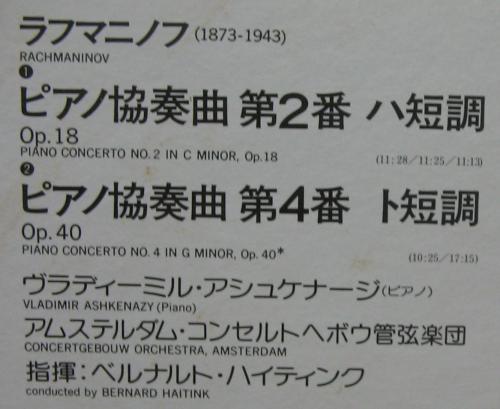 ラフマニノフ (1873-1943)
RACHMANINOV
❶
ピアノ協奏曲 第2番 ハ短調
Op.18
PIANO CONCERTO NO.2 IN C MINOR, Op.18 (11:28/11:25/11:13)
❷
ピアノ協奏曲 第4番 ト短調
Op.40
PIANO CONCERTO NO.4 IN G MINOR, Op.40* (10:25/17:15)
ヴラディーミル・アシュケナージ(ピアノ)
VLADIMIR ASHKENAZY (Piano)
アムステルダム・コンセルトヘボウ管弦楽団
CONCERTGEBOUW ORCHESTRA, AMSTERDAM
指揮:ベルナルト・ハイティンク
conducted by BERNARD HAITINK